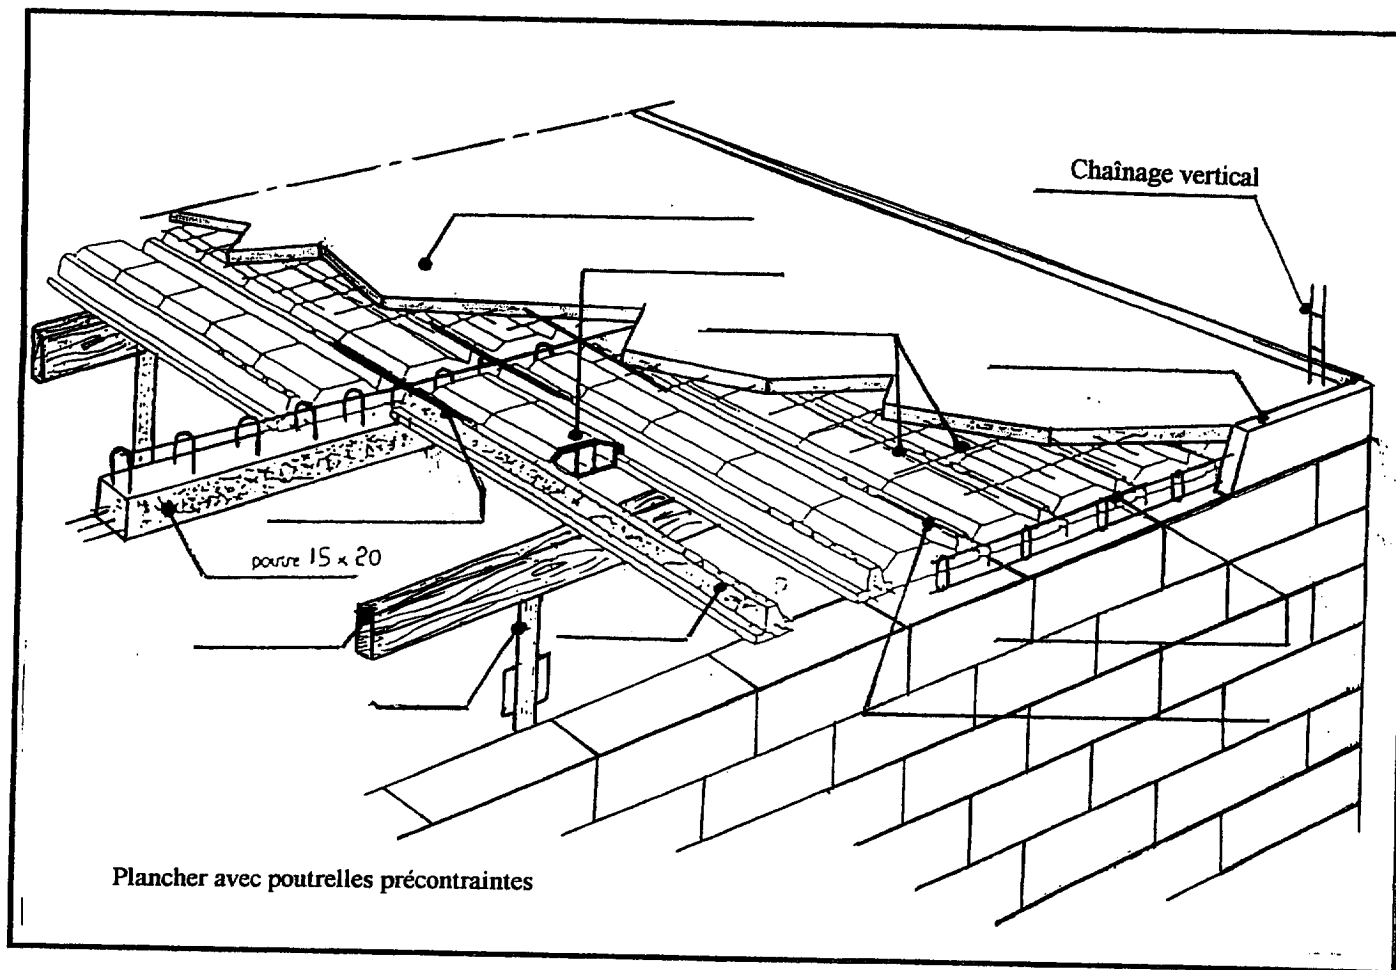 Chaînage vertical
poutre 15 x 20
Plancher avec poutrelles précontraintes